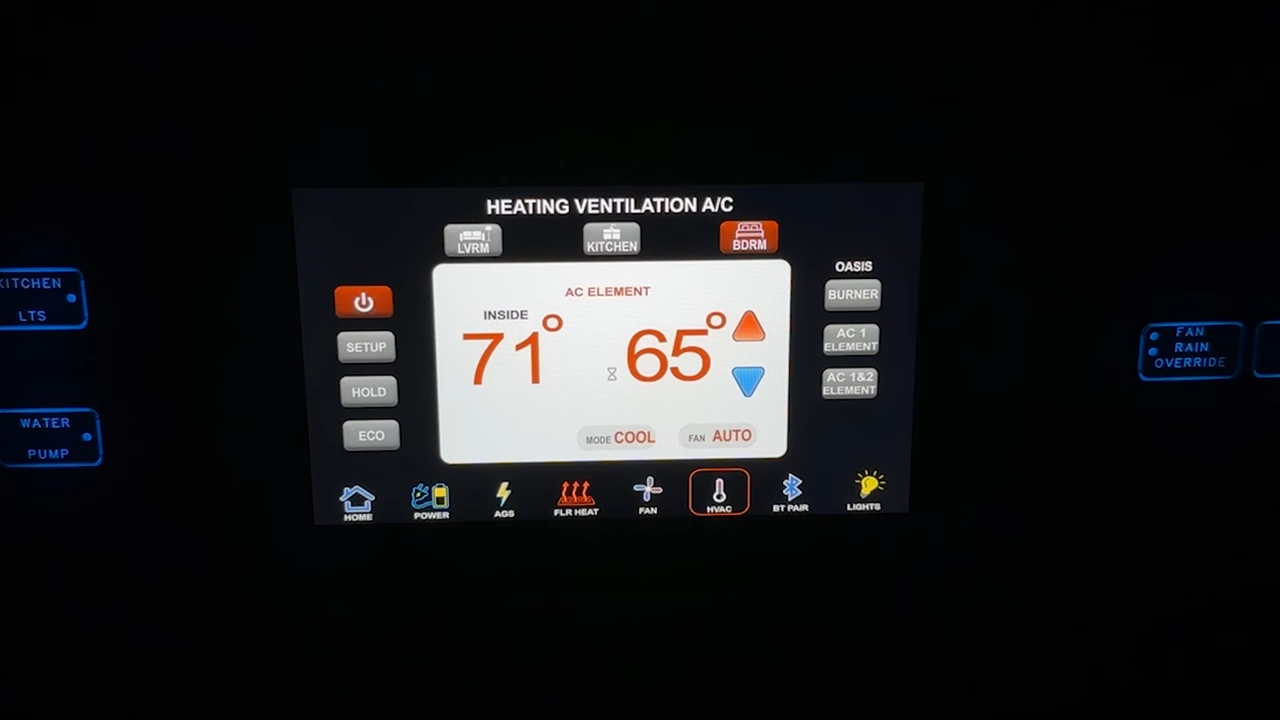 HEATING VENTILATION A/C
LVRM
KITCHEN
BDRM
OASIS
BURNER
AC 1
ELEMENT
AC 1&2
ELEMENT
SETUP
HOLD
ECO
AC ELEMENT
INSIDE
71°
65°
MODE COOL
FAN AUTO
HOME
POWER
AGS
FLR HEAT
FAN
HVAC
BT PAIR
LIGHTS
KITCHEN
LTS
WATER
PUMP
FAN
RAIN
OVERRIDE